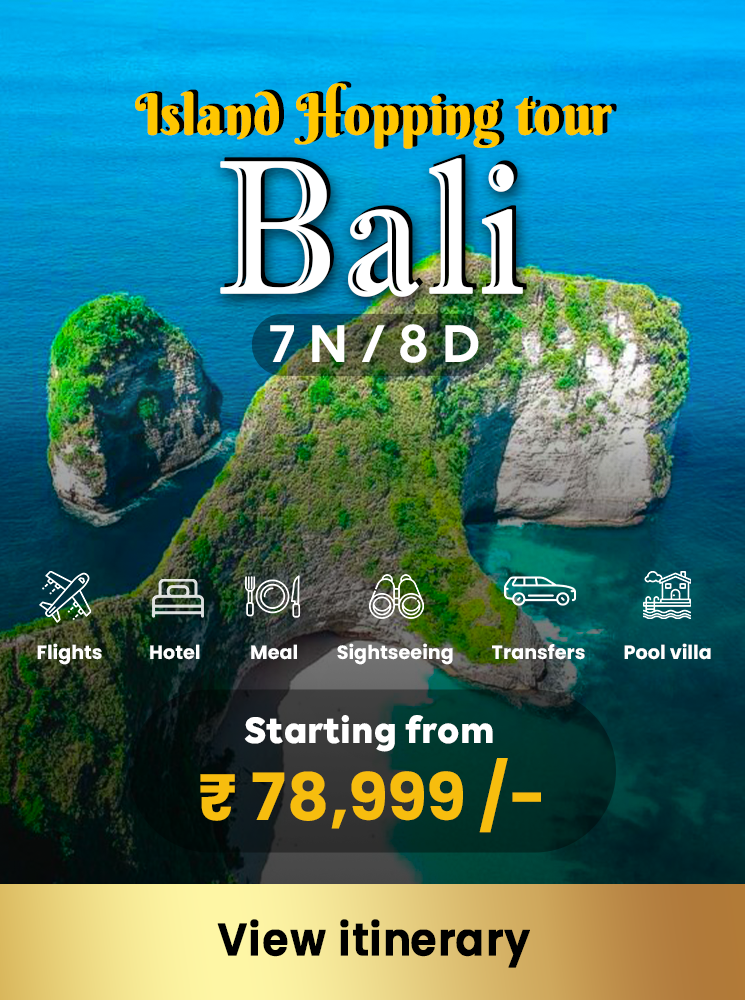 Island Hopping tour
Bali
7 N / 8 D
Flights Hotel Meal Sightseeing Transfers Pool villa
Starting from
₹ 78,999 /-
View itinerary